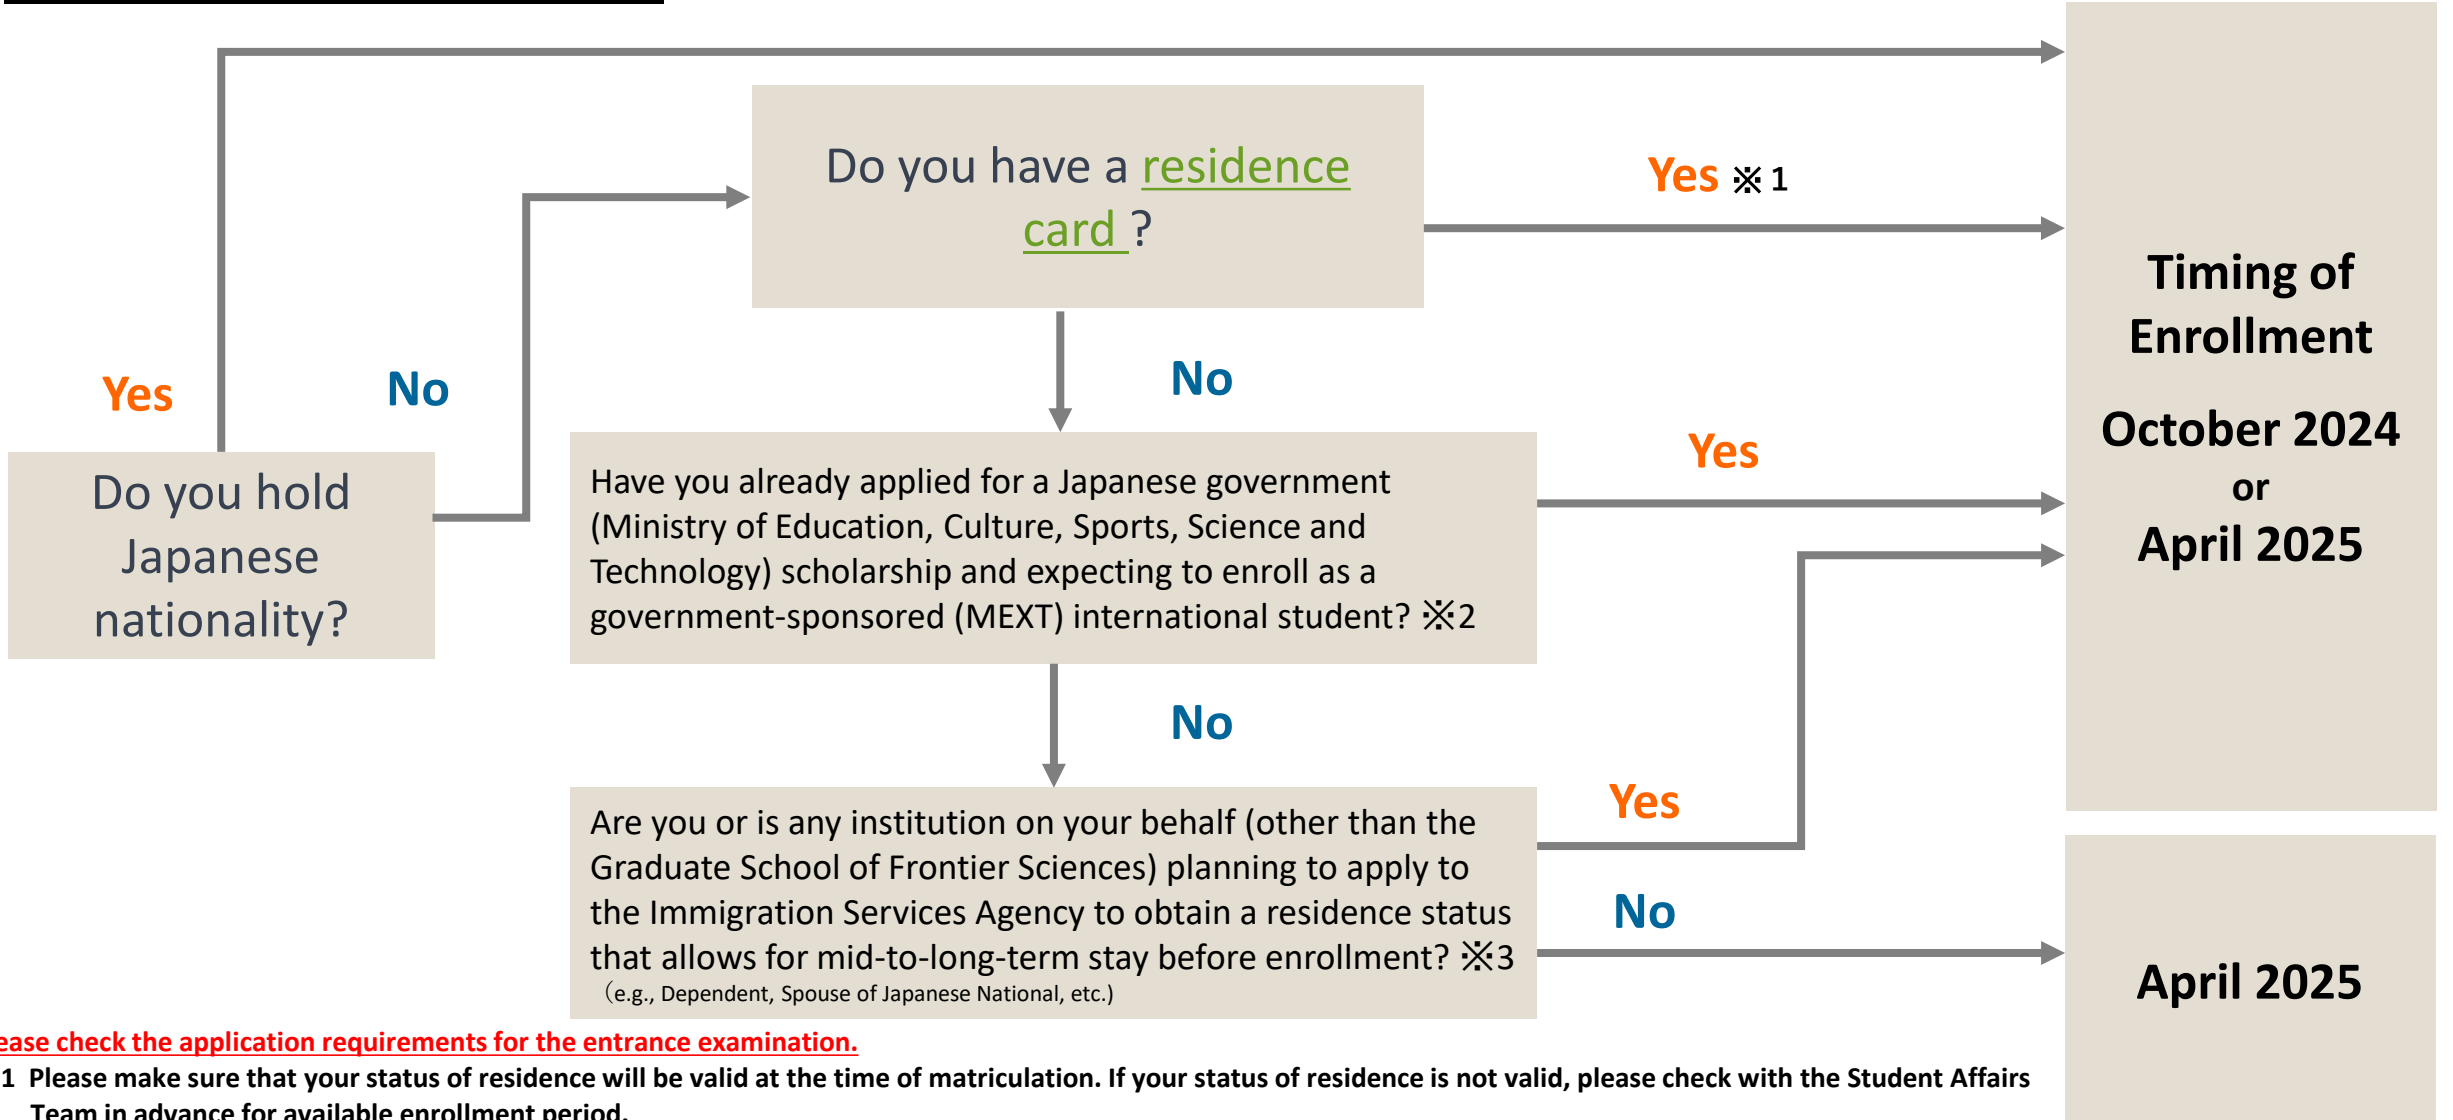 Do you have a residence
card ?
Yes ※ 1
Timing of
Enrollment
October 2024
or
April 2025
Yes
No
No
Do you hold
Japanese
nationality?
Have you already applied for a Japanese government
(Ministry of Education, Culture, Sports, Science and
Technology) scholarship and expecting to enroll as a
government-sponsored (MEXT) international student? ※2
Yes
No
Are you or is any institution on your behalf (other than the
Graduate School of Frontier Sciences) planning to apply to
the Immigration Services Agency to obtain a residence status
that allows for mid-to-long-term stay before enrollment? ※3
（e.g., Dependent, Spouse of Japanese National, etc.)
Yes
No
April 2025
ease check the application requirements for the entrance examination.
1 Please make sure that your status of residence will be valid at the time of matriculation. If your status of residence is not valid, please check with the Student Affairs
Team in advance for available enrollment period.